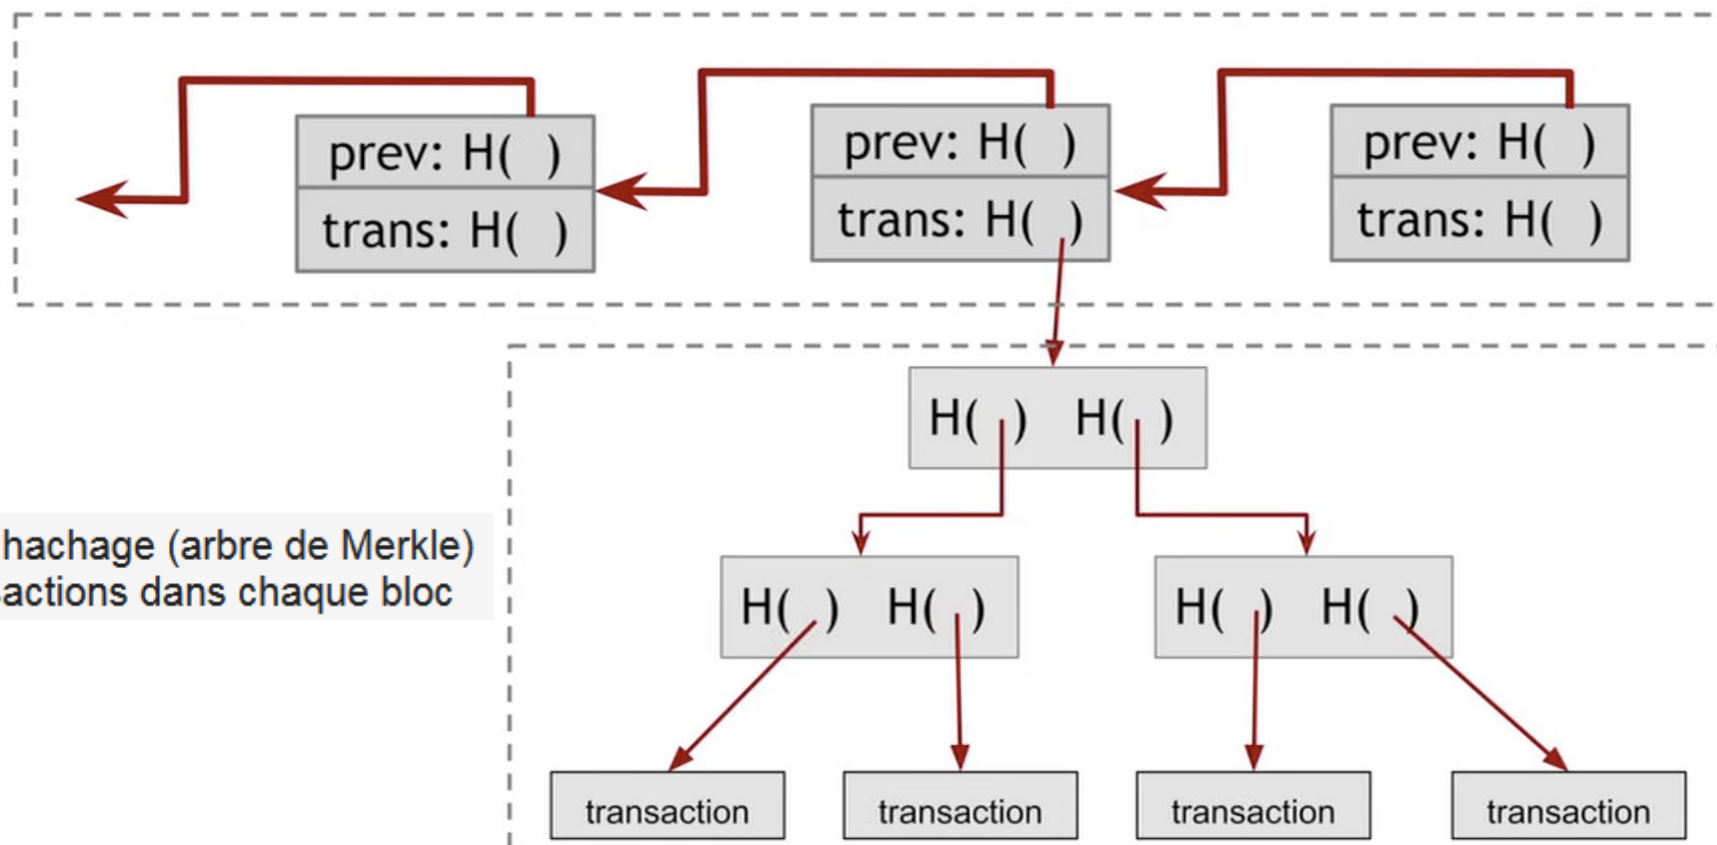 prev: H( )
trans: H( )
prev: H( )
trans: H( )
prev: H( )
trans: H( )
H( ) H( )
hachage (arbre de Merkle)
actions dans chaque bloc
H( ) H( )
H( ) H( )
transaction
transaction
transaction
transaction